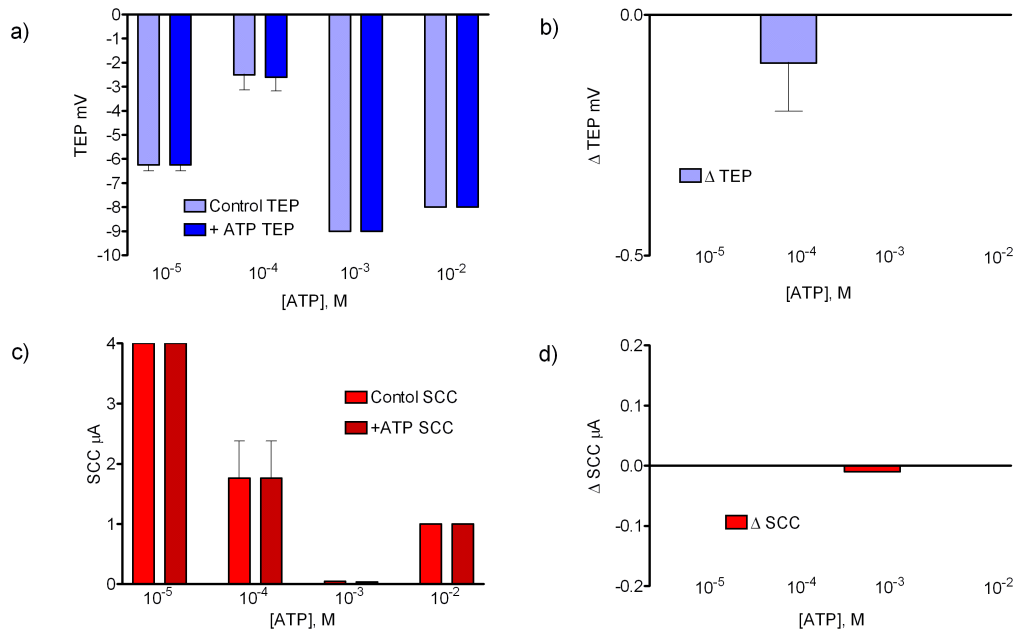 a)
0
-1
-2
-3
-4
-5
-6
-7
-8
-9
-10
TEP mV
Control TEP
+ ATP TEP
10⁻⁵ 10⁻⁴ 10⁻³ 10⁻²
[ATP], M
b)
0.0
-0.5
Δ TEP mV
Δ TEP
10⁻⁵ 10⁻⁴ 10⁻³ 10⁻²
[ATP], M
c)
4
3
2
1
0
SCC μA
Contol SCC
+ATP SCC
10⁻⁵ 10⁻⁴ 10⁻³ 10⁻²
[ATP], M
d)
0.2
0.1
0.0
-0.1
-0.2
Δ SCC μA
Δ SCC
10⁻⁵ 10⁻⁴ 10⁻³ 10⁻²
[ATP], M